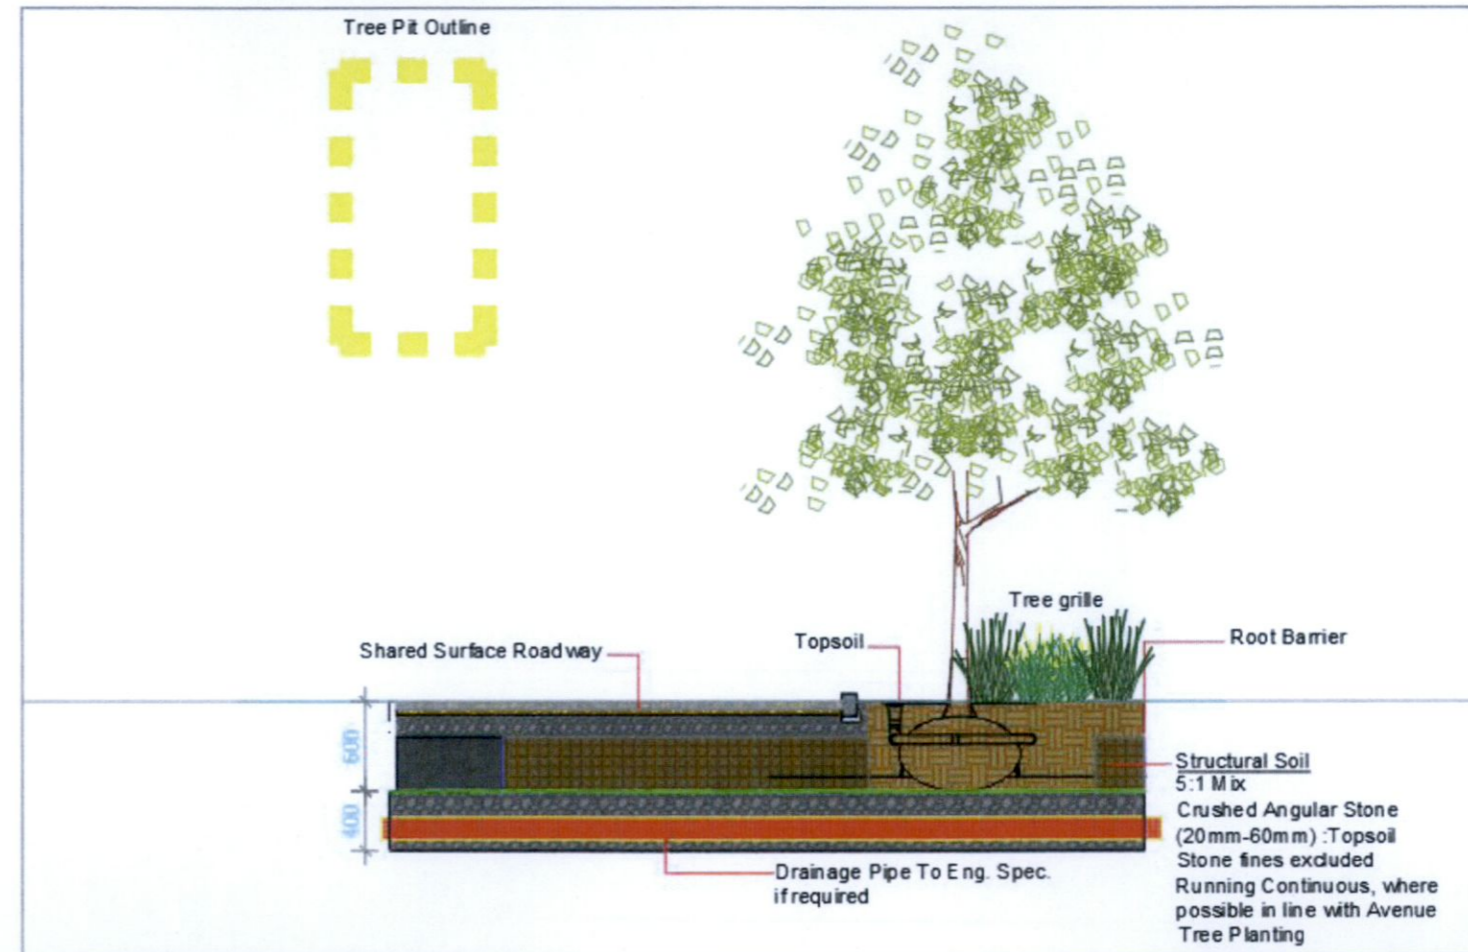 Tree Pit Outline
Tree grille
Shared Surface Roadway
Topsoil
Root Barrier
600
400
Structural Soil
5:1 Mix
Crushed Angular Stone
(20mm-60mm) :Topsoil
Stone fines excluded
Running Continuous, where
possible in line with Avenue
Tree Planting
Drainage Pipe To Eng. Spec.
if required